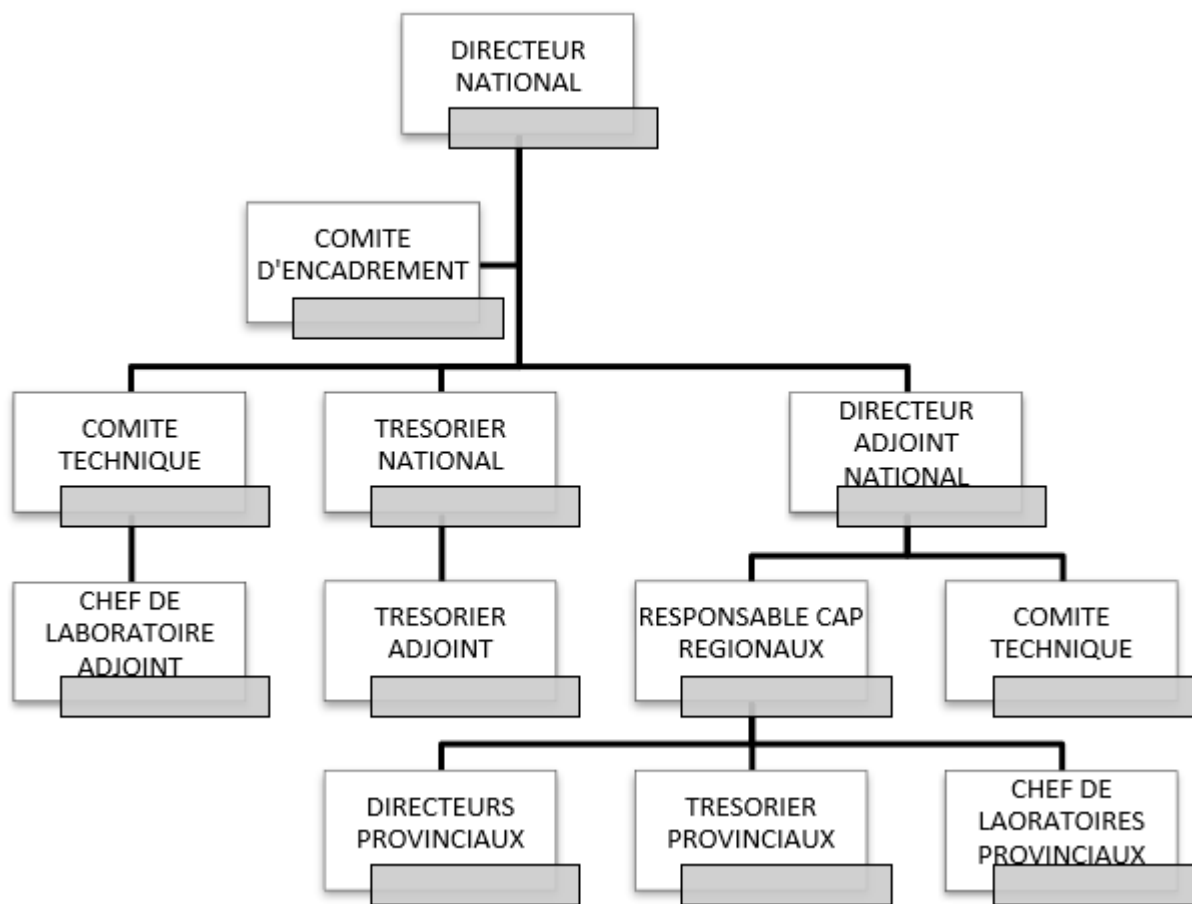 DIRECTEUR
NATIONAL
COMITE
D'ENCADREMENT
COMITE
TECHNIQUE
TRESORIER
NATIONAL
DIRECTEUR
ADJOINT
NATIONAL
CHEF DE
LABORATOIRE
ADJOINT
TRESORIER
ADJOINT
RESPONSABLE CAP
REGIONAUX
COMITE
TECHNIQUE
DIRECTEURS
PROVINCIAUX
TRESORIER
PROVINCIAUX
CHEF DE
LAORATOIRES
PROVINCIAUX